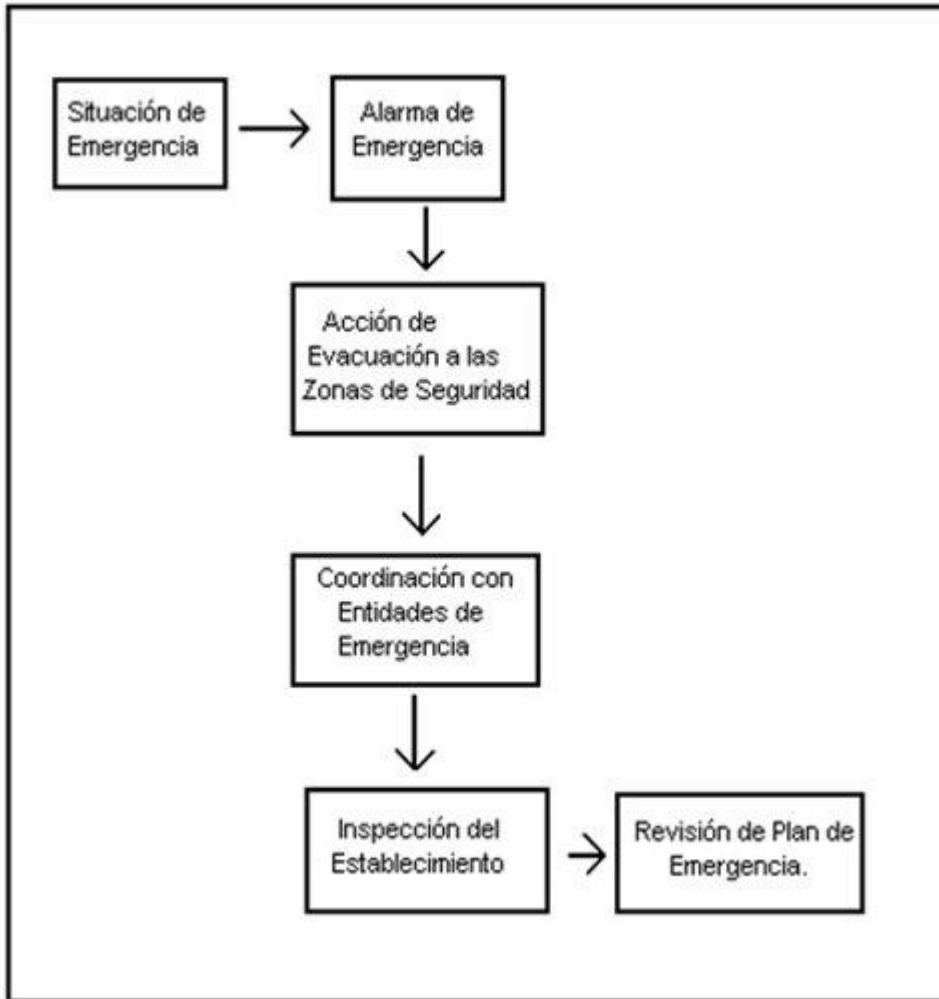 Situación de
Emergencia
Alarma de
Emergencia
Acción de
Evacuación a las
Zonas de Seguridad
Coordinación con
Entidades de
Emergencia
Inspección del
Establecimiento
Revisión de Plan de
Emergencia.